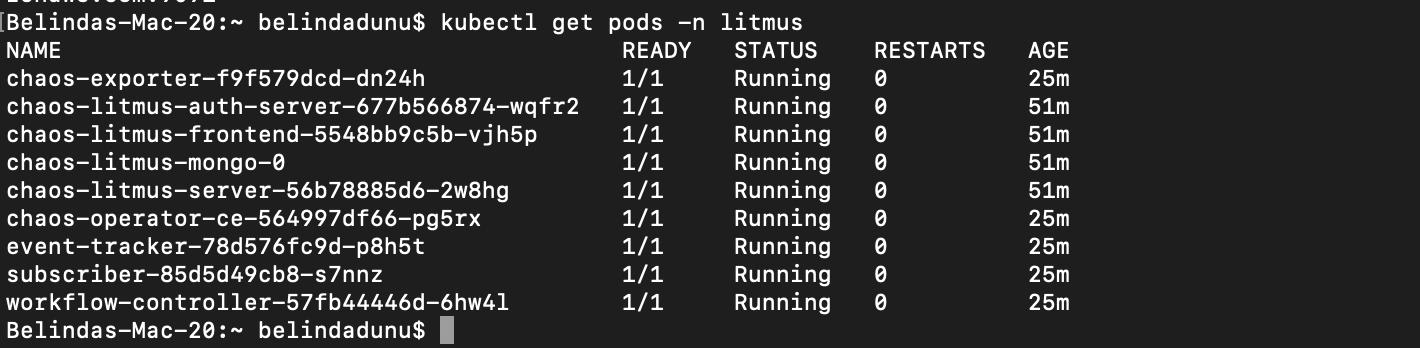 [Belindas-Mac-20:~ belindadunu$ kubectl get pods -n litmus
NAME READY STATUS RESTARTS AGE
chaos-exporter-f9f579dcd-dn24h 1/1 Running 0 25m
chaos-litmus-auth-server-677b566874-wqfr2 1/1 Running 0 51m
chaos-litmus-frontend-5548bb9c5b-vjh5p 1/1 Running 0 51m
chaos-litmus-mongo-0 1/1 Running 0 51m
chaos-litmus-server-56b78885d6-2w8hg 1/1 Running 0 51m
chaos-operator-ce-564997df66-pg5rx 1/1 Running 0 25m
event-tracker-78d576fc9d-p8h5t 1/1 Running 0 25m
subscriber-85d5d49cb8-s7nnz 1/1 Running 0 25m
workflow-controller-57fb44446d-6hw4l 1/1 Running 0 25m
Belindas-Mac-20:~ belindadunu$